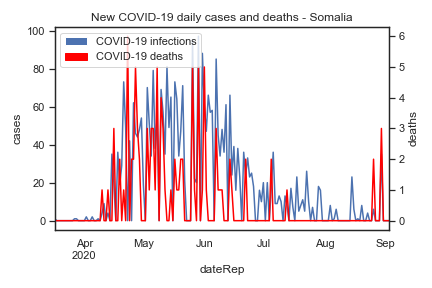 New COVID-19 daily cases and deaths - Somalia
COVID-19 infections
COVID-19 deaths
100
80
60
40
20
0
cases
6
5
4
3
2
1
0
deaths
Apr
2020
May
Jun
Jul
Aug
Sep
dateRep